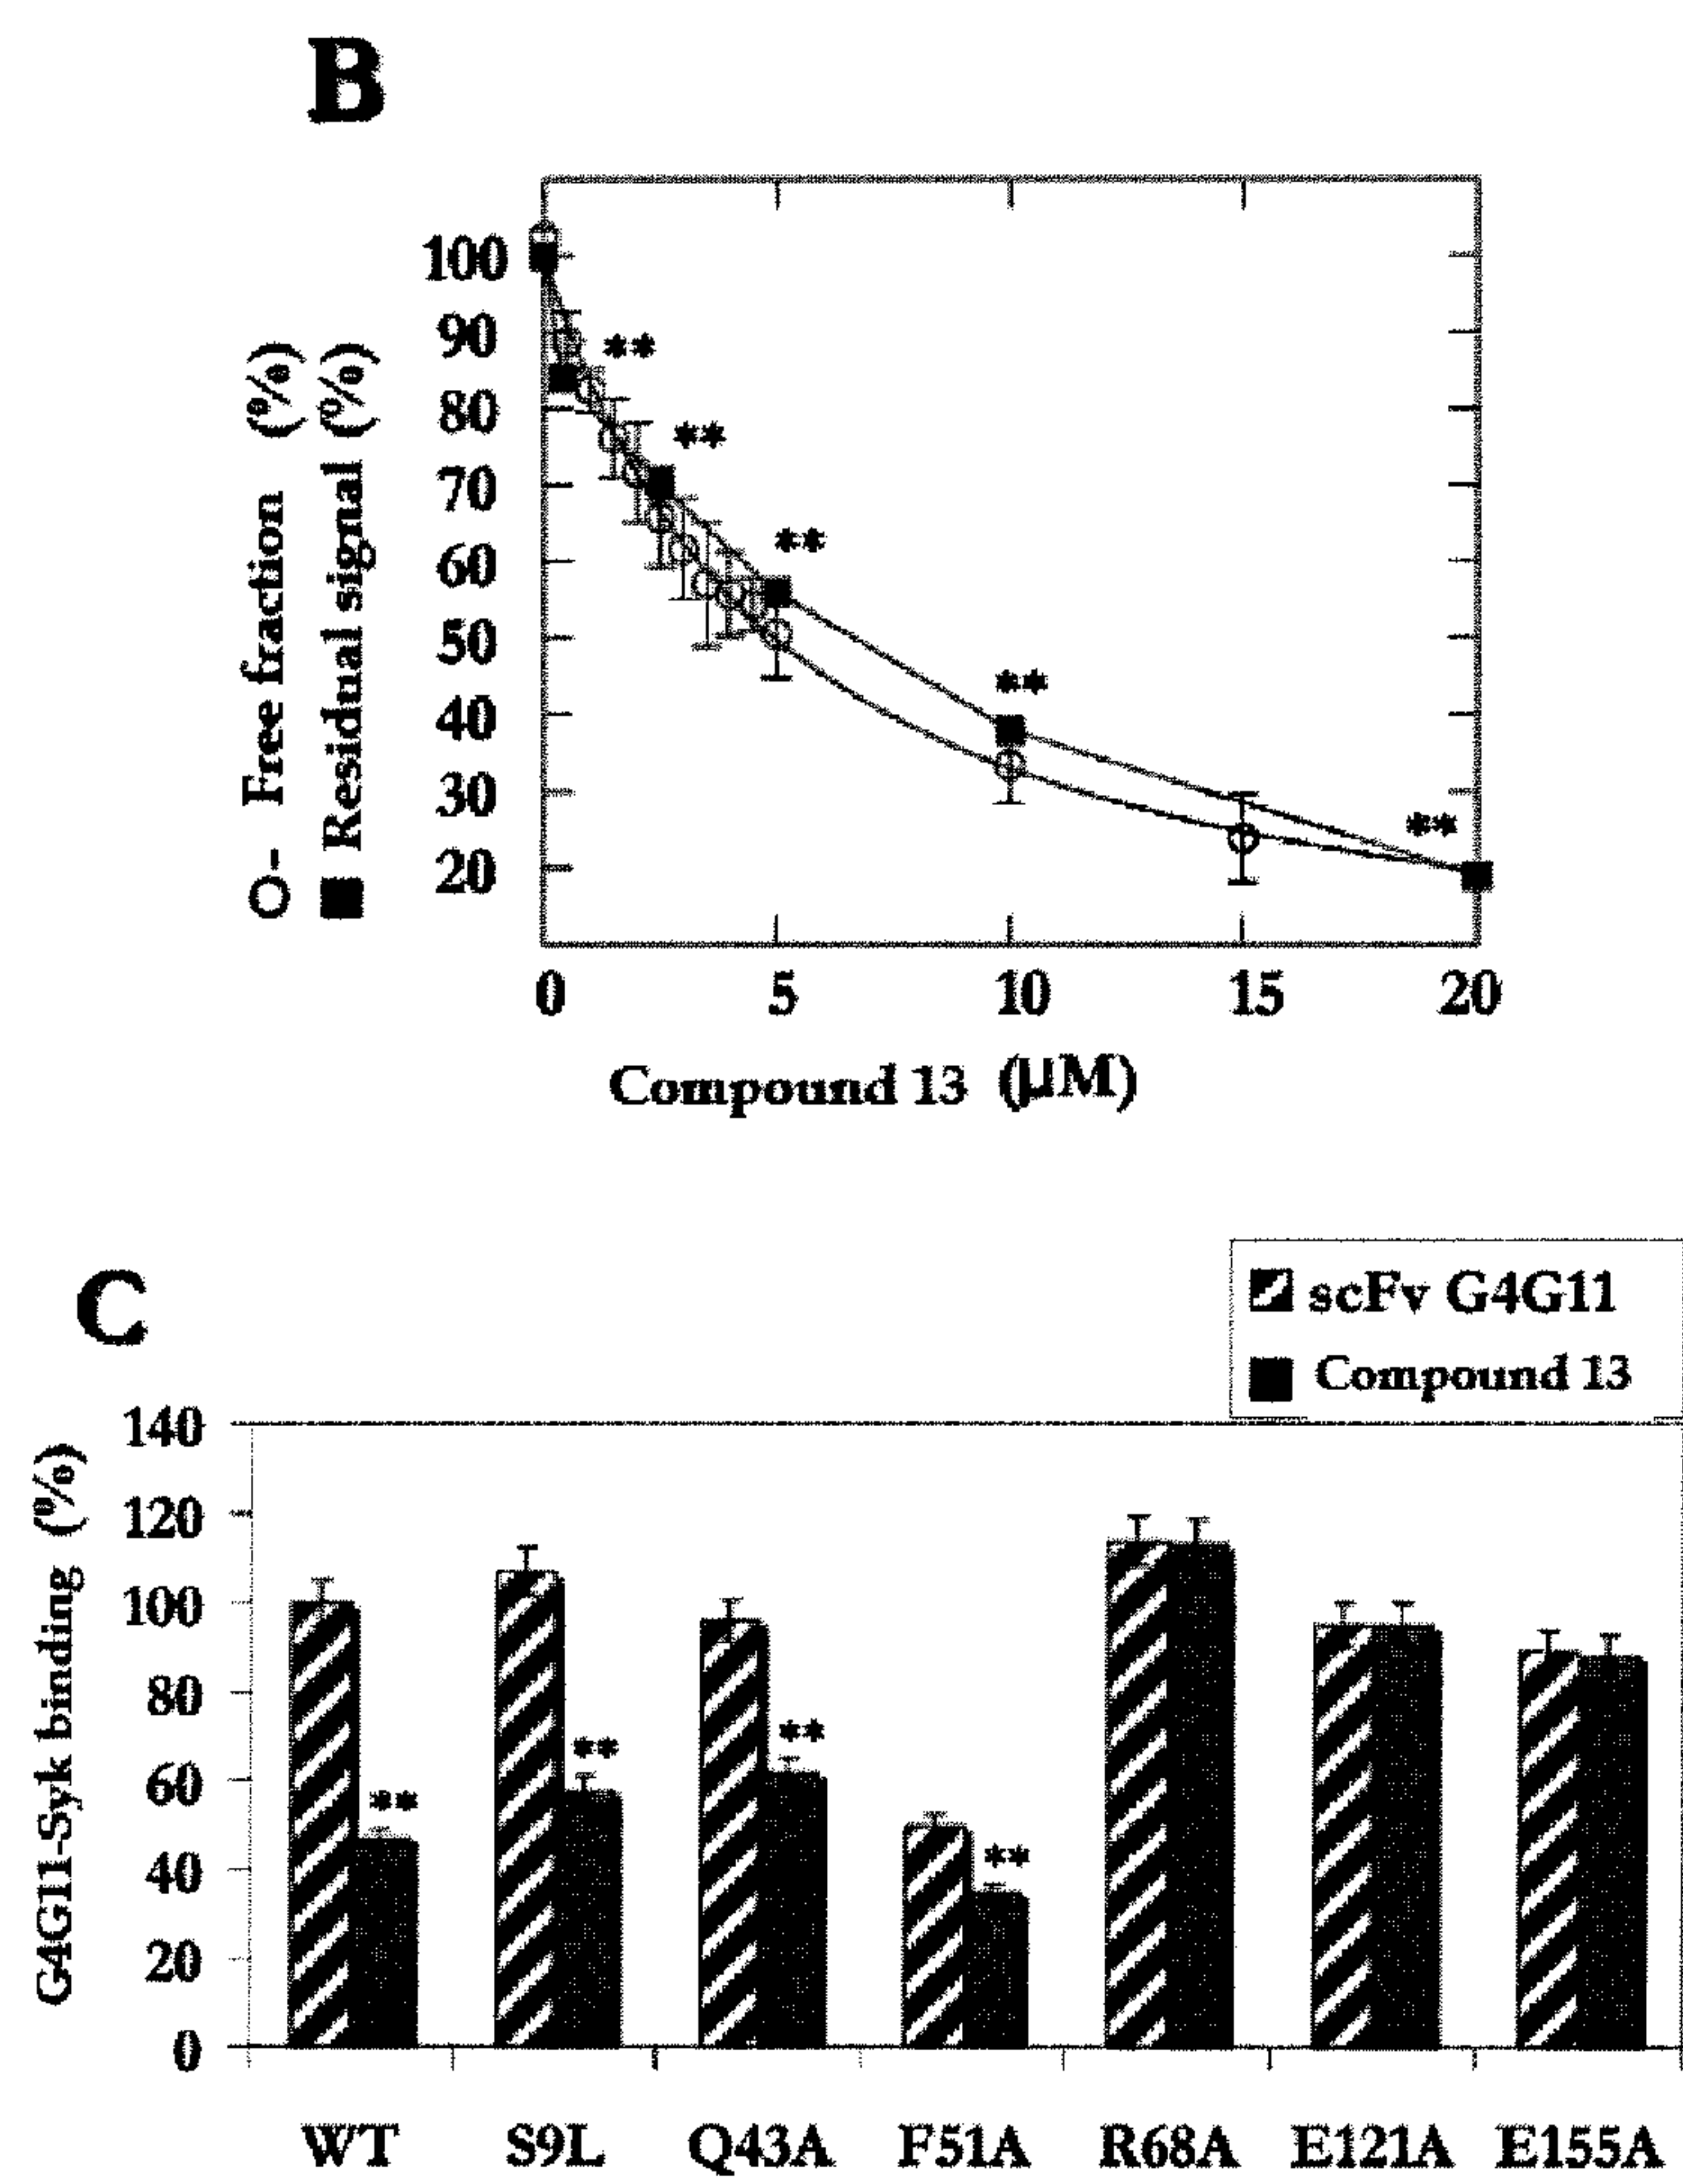 B
Free fraction (%)
Residual signal (%)
100
90
80
70
60
50
40
30
20
**
**
**
**
**
0 5 10 15 20
Compound 13 (µM)
C
scFv G4G11
Compound 13
G4G11-Syk binding (%)
140
120
100
80
60
40
20
0
**
**
**
**
WT S9L Q43A F51A R68A E121A E155A